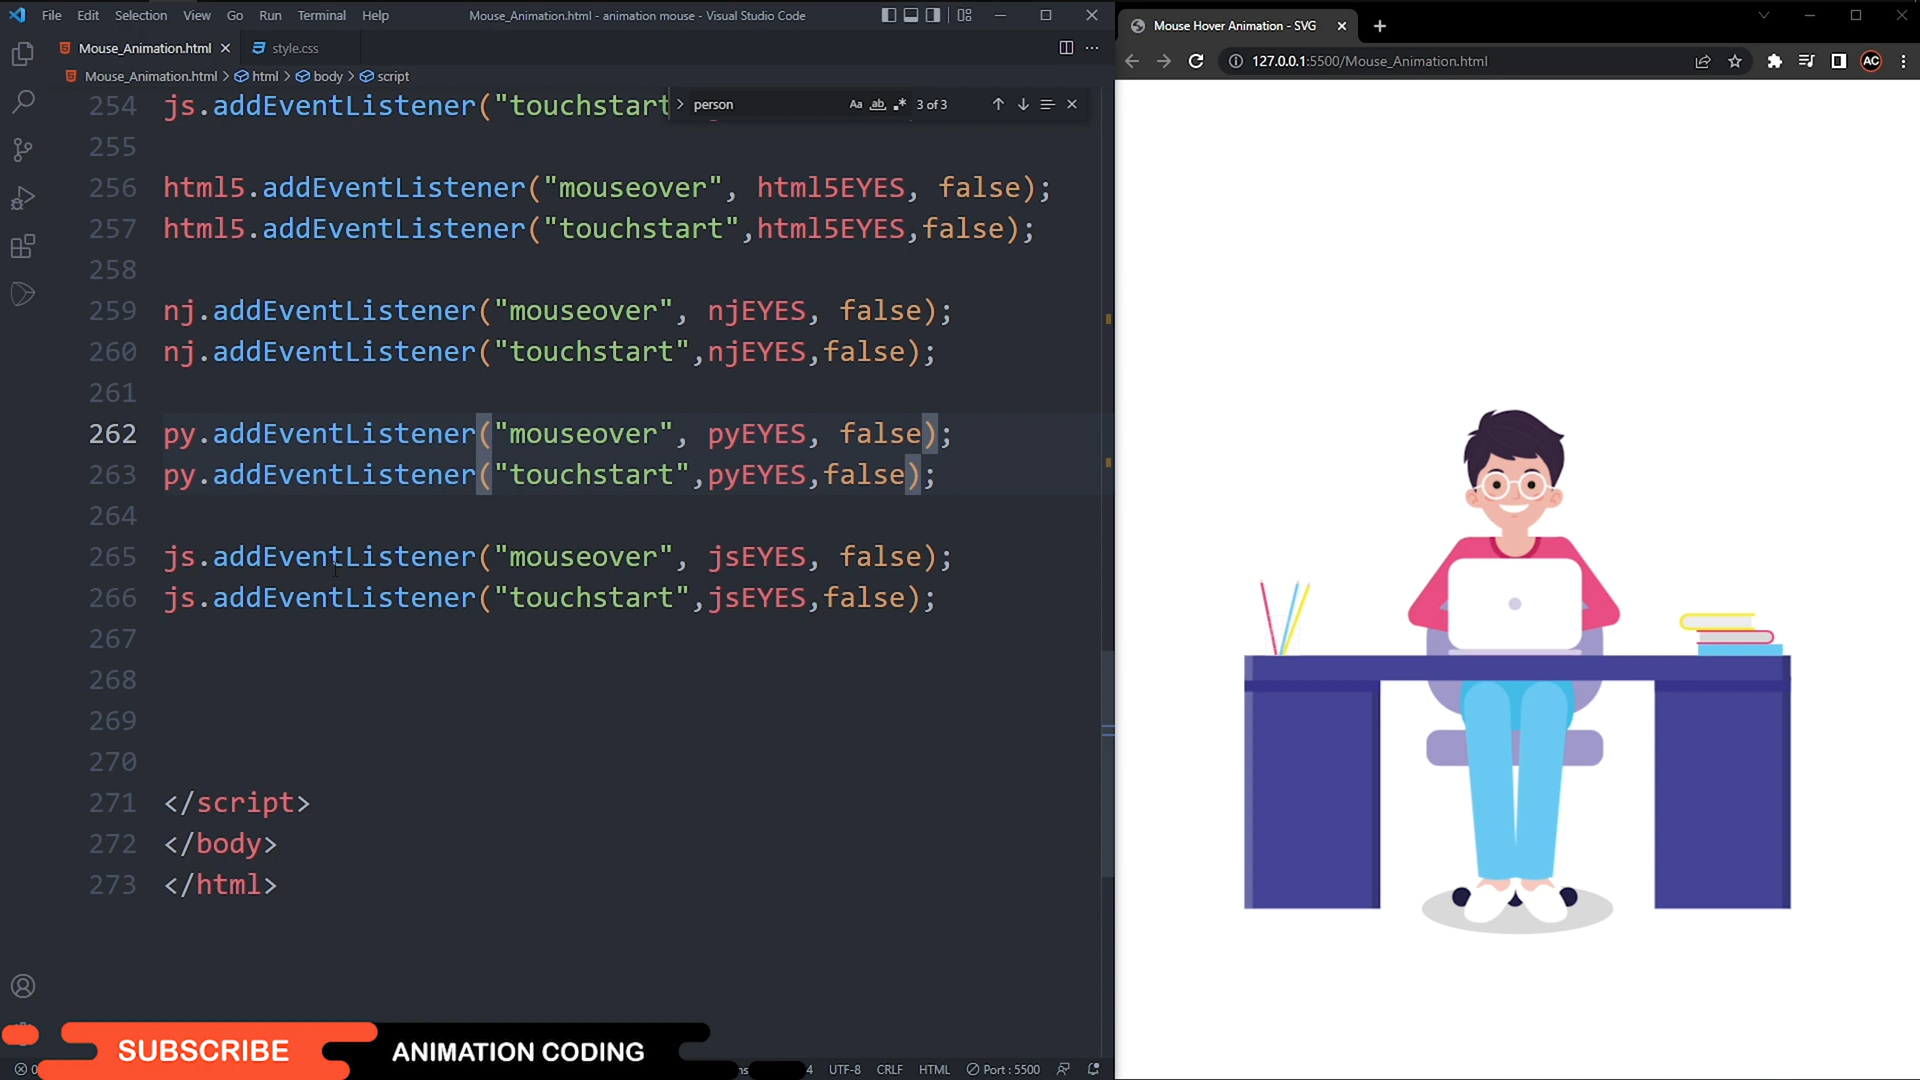 File Edit Selection View Go Run Terminal Help
Mouse_Animation.html - animation mouse - Visual Studio Code
Mouse_Animation.html
style.css
Mouse_Animation.html > html > body > script
person
Aa ab 3 of 3
254 js.addEventListener("touchstart
255
256 html5.addEventListener("mouseover", html5EYES, false);
257 html5.addEventListener("touchstart",html5EYES,false);
258
259 nj.addEventListener("mouseover", njEYES, false);
260 nj.addEventListener("touchstart",njEYES,false);
261
262 py.addEventListener("mouseover", pyEYES, false);
263 py.addEventListener("touchstart",pyEYES,false);
264
265 js.addEventListener("mouseover", jsEYES, false);
266 js.addEventListener("touchstart",jsEYES,false);
267
268
269
270
271 </script>
272 </body>
273 </html>
SUBSCRIBE
ANIMATION CODING
0
4 UTF-8 CRLF HTML Port : 5500
Mouse Hover Animation - SVG
127.0.0.1:5500/Mouse_Animation.html
AC